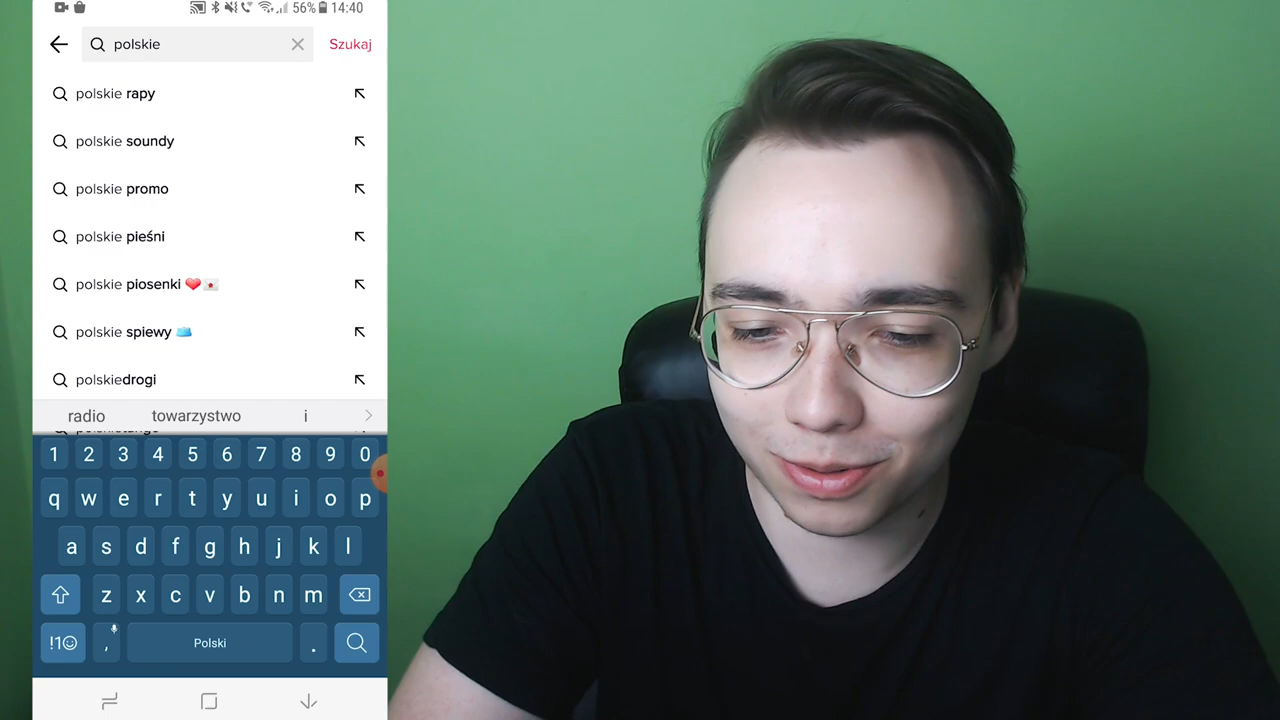 56% 14:40
polskie Szukaj
polskie rapy
polskie soundy
polskie promo
polskie pieśni
polskie piosenki ❤️💌
polskie spiewy
polskiedrogi
radio towarzystwo i
1 2 3 4 5 6 7 8 9 0
q w e r t y u i o p
a s d f g h j k l
z x c v b n m
!1☺ , Polski .